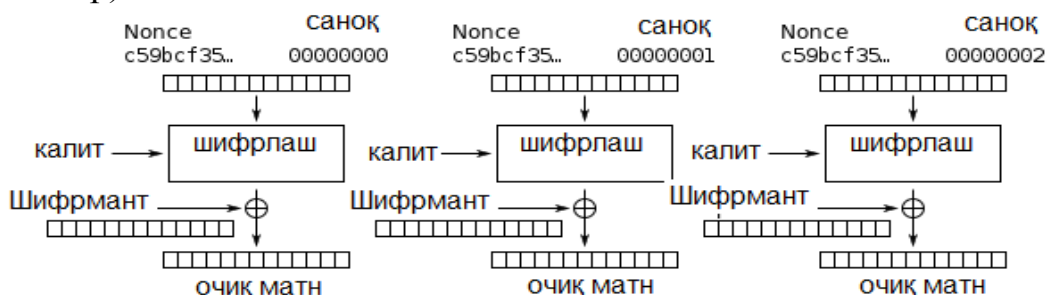 Nonce саноқ Nonce саноқ Nonce саноқ
c59bcf35… 00000000 c59bcf35… 00000001 c59bcf35… 00000002
калит шифрлаш калит шифрлаш калит шифрлаш
Шифрмант Шифрмант Шифрмант
очиқ матн очиқ матн очиқ матн